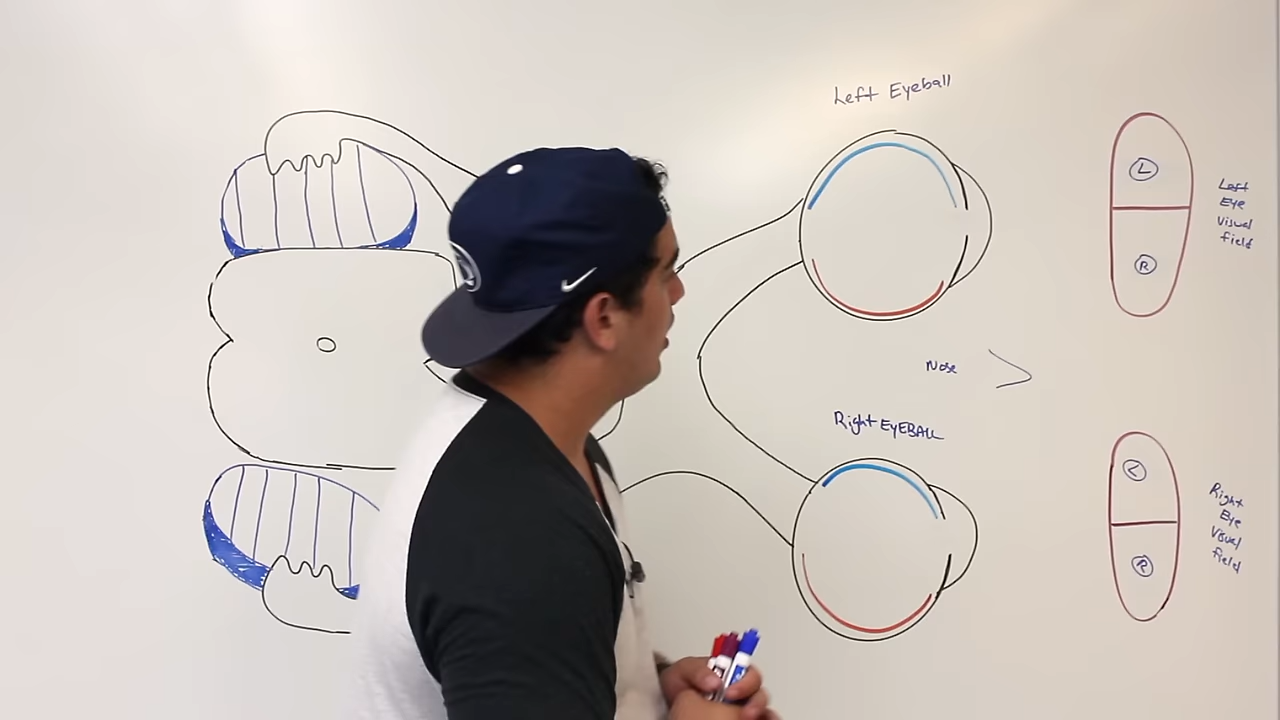 Left Eyeball
L
R
Left
Eye
Visual
field
Nose
Right EYEBALL
L
R
Right
Eye
Visual
field